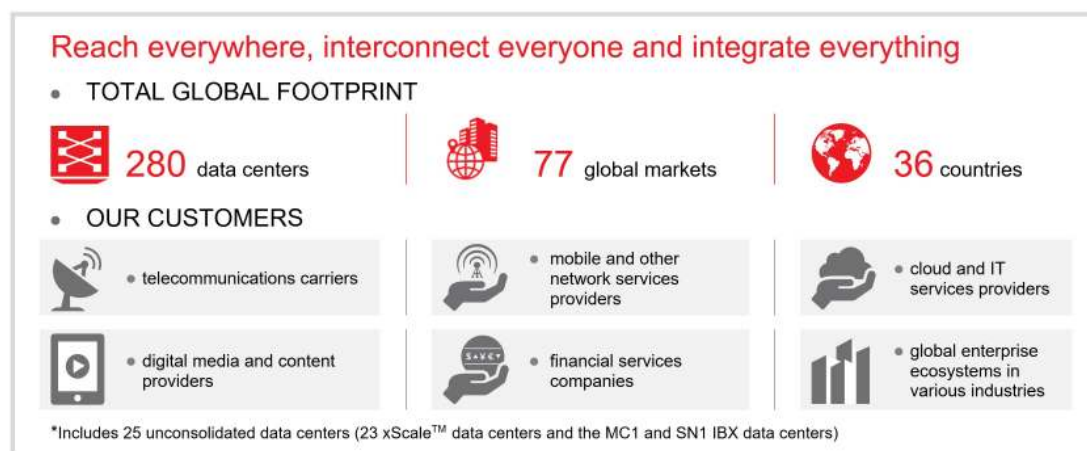 Reach everywhere, interconnect everyone and integrate everything
• TOTAL GLOBAL FOOTPRINT
280 data centers
77 global markets
36 countries
• OUR CUSTOMERS
• telecommunications carriers
• mobile and other
network services
providers
• cloud and IT
services providers
• digital media and content
providers
• financial services
companies
• global enterprise
ecosystems in
various industries
*Includes 25 unconsolidated data centers (23 xScale™ data centers and the MC1 and SN1 IBX data centers)